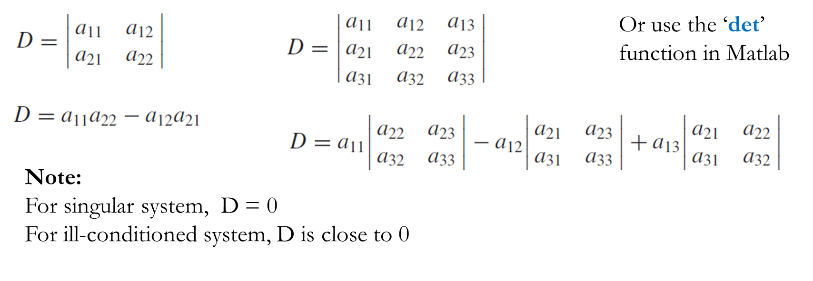 D = |a11 a12|
|a21 a22|
D = a11a22 − a12a21
D = |a11 a12 a13|
|a21 a22 a23|
|a31 a32 a33|
Or use the ‘det’
function in Matlab
D = a11 |a22 a23| − a12 |a21 a23| + a13 |a21 a22|
|a32 a33| |a31 a33| |a31 a32|
Note:
For singular system, D = 0
For ill-conditioned system, D is close to 0